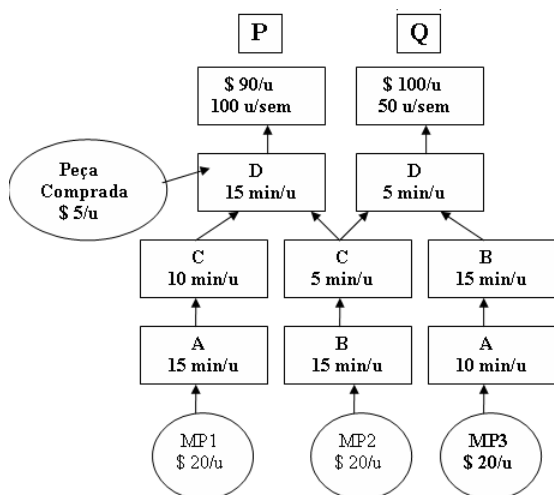 P
Q
$ 90/u
100 u/sem
$ 100/u
50 u/sem
Peça
Comprada
$ 5/u
D
15 min/u
D
5 min/u
C
10 min/u
C
5 min/u
B
15 min/u
A
15 min/u
B
15 min/u
A
10 min/u
MP1
$ 20/u
MP2
$ 20/u
MP3
$ 20/u